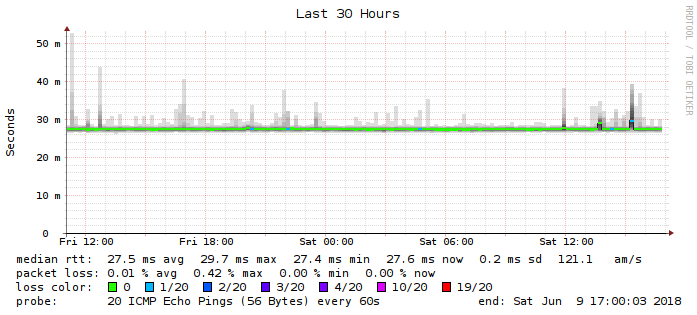 Last 30 Hours
RRDTOOL / TOBI OETIKER
Seconds
50 m
40 m
30 m
20 m
10 m
0
Fri 12:00 Fri 18:00 Sat 00:00 Sat 06:00 Sat 12:00
median rtt: 27.5 ms avg 29.7 ms max 27.4 ms min 27.6 ms now 0.2 ms sd 121.1 am/s
packet loss: 0.01 % avg 0.42 % max 0.00 % min 0.00 % now
loss color: 0 1/20 2/20 3/20 4/20 10/20 19/20
probe: 20 ICMP Echo Pings (56 Bytes) every 60s end: Sat Jun 9 17:00:03 2018